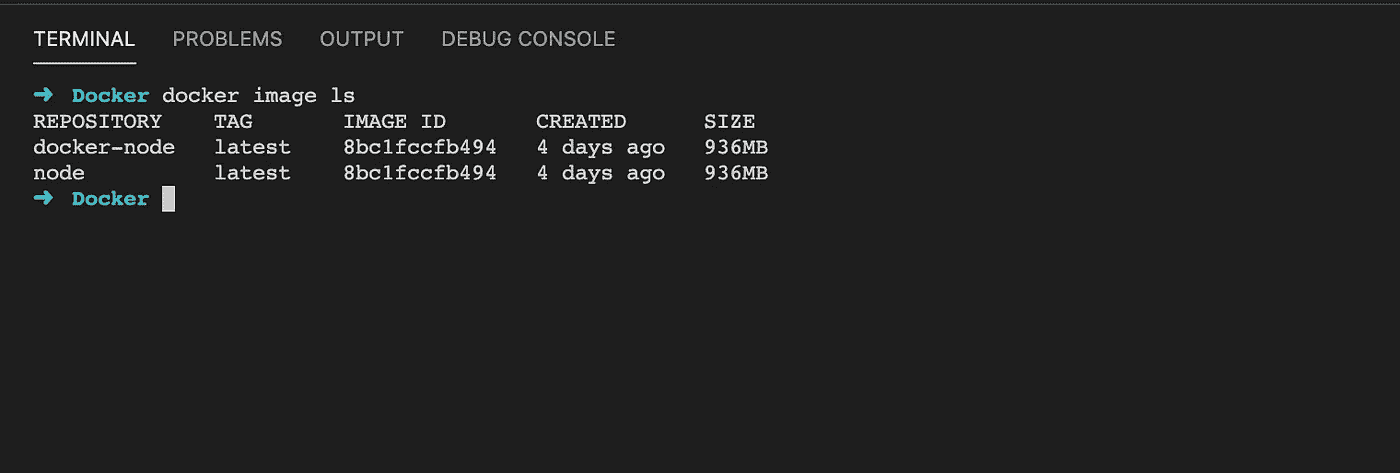 TERMINAL PROBLEMS OUTPUT DEBUG CONSOLE
➜ Docker docker image ls
REPOSITORY TAG IMAGE ID CREATED SIZE
docker-node latest 8bc1fccfb494 4 days ago 936MB
node latest 8bc1fccfb494 4 days ago 936MB
➜ Docker